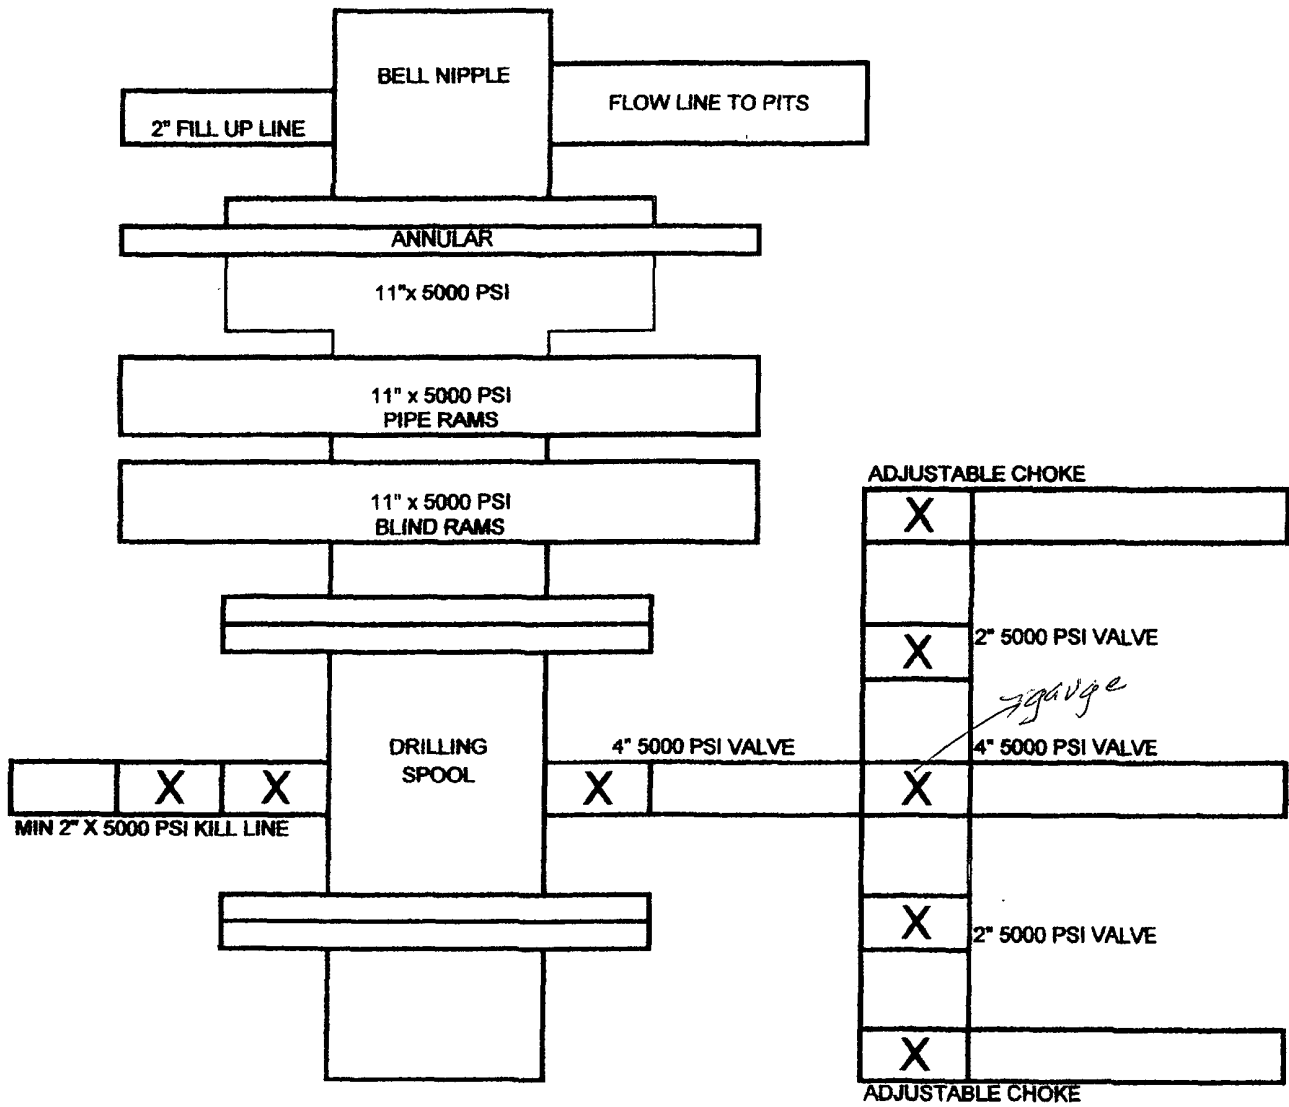 BELL NIPPLE
FLOW LINE TO PITS
2" FILL UP LINE
ANNULAR
11"x 5000 PSI
11" x 5000 PSI
PIPE RAMS
11" x 5000 PSI
BLIND RAMS
ADJUSTABLE CHOKE
X
X
2" 5000 PSI VALVE
gauge
DRILLING
SPOOL
4" 5000 PSI VALVE
4" 5000 PSI VALVE
X X X X
MIN 2" X 5000 PSI KILL LINE
X
2" 5000 PSI VALVE
X
ADJUSTABLE CHOKE